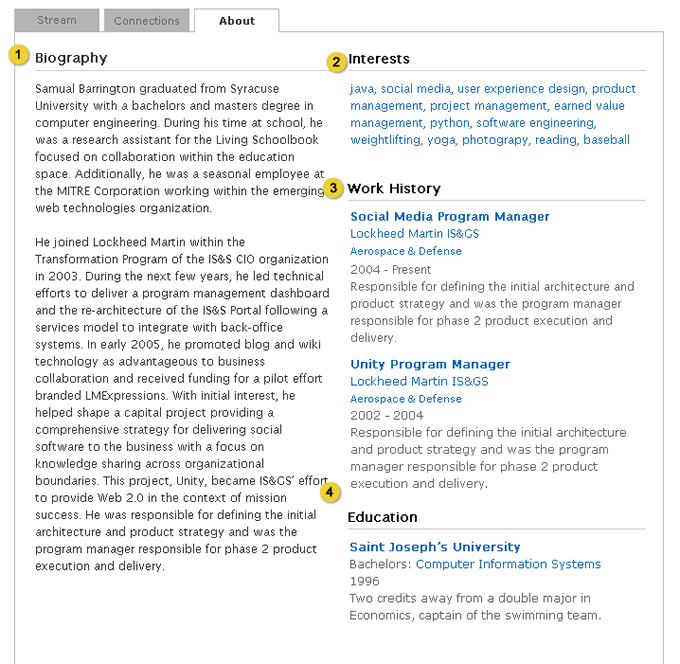 Stream
Connections
About
1
Biography
Samual Barrington graduated from Syracuse
University with a bachelors and masters degree in
computer engineering. During his time at school, he
was a research assistant for the Living Schoolbook
focused on collaboration within the education
space. Additionally, he was a seasonal employee at
the MITRE Corporation working within the emerging
web technologies organization.
He joined Lockheed Martin within the
Transformation Program of the IS&S CIO organization
in 2003. During the next few years, he led technical
efforts to deliver a program management dashboard
and the re-architecture of the IS&S Portal following a
services model to integrate with back-office
systems. In early 2005, he promoted blog and wiki
technology as advantageous to business
collaboration and received funding for a pilot effort
branded LMExpressions. With initial interest, he
helped shape a capital project providing a
comprehensive strategy for delivering social
software to the business with a focus on
knowledge sharing across organizational
boundaries. This project, Unity, became IS&GS' effort
to provide Web 2.0 in the context of mission
success. He was responsible for defining the initial
architecture and product strategy and was the
program manager responsible for phase 2 product
execution and delivery.
2
Interests
java, social media, user experience design, product
management, project management, earned value
management, python, software engineering,
weightlifting, yoga, photograpy, reading, baseball
3
Work History
Social Media Program Manager
Lockheed Martin IS&GS
Aerospace & Defense
2004 - Present
Responsible for defining the initial architecture and
product strategy and was the program manager
responsible for phase 2 product execution and
delivery.
Unity Program Manager
Lockheed Martin IS&GS
Aerospace & Defense
2002 - 2004
Responsible for defining the initial architecture
and product strategy and was the program
manager responsible for phase 2 product
execution and delivery.
4
Education
Saint Joseph's University
Bachelors: Computer Information Systems
1996
Two credits away from a double major in
Economics, captain of the swimming team.